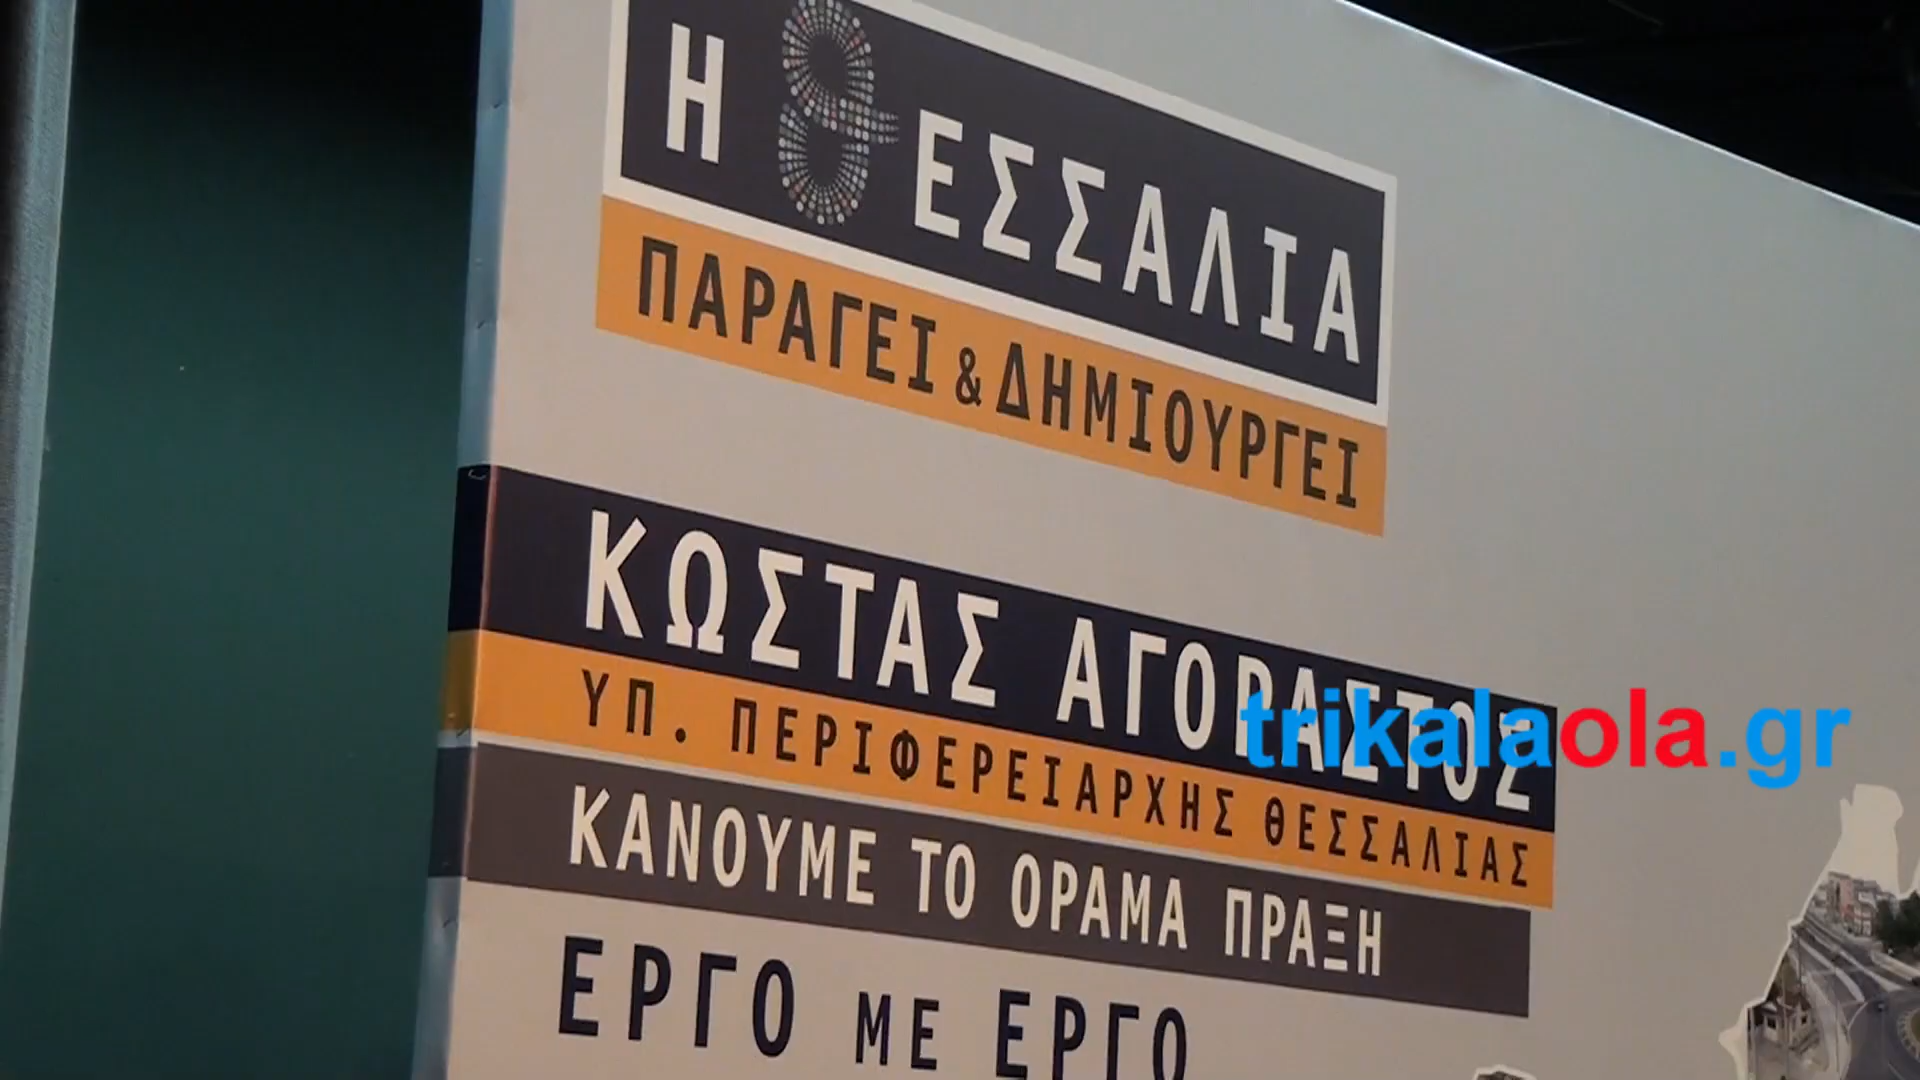 Η ΘΕΣΣΑΛΙΑ
ΠΑΡΑΓΕΙ & ΔΗΜΙΟΥΡΓΕΙ
ΚΩΣΤΑΣ ΑΓΟΡΑΣΤΟΣ
ΥΠ. ΠΕΡΙΦΕΡΕΙΑΡΧΗΣ ΘΕΣΣΑΛΙΑΣ
ΚΑΝΟΥΜΕ ΤΟ ΟΡΑΜΑ ΠΡΑΞΗ
ΕΡΓΟ ΜΕ ΕΡΓΟ
trikalaola.gr